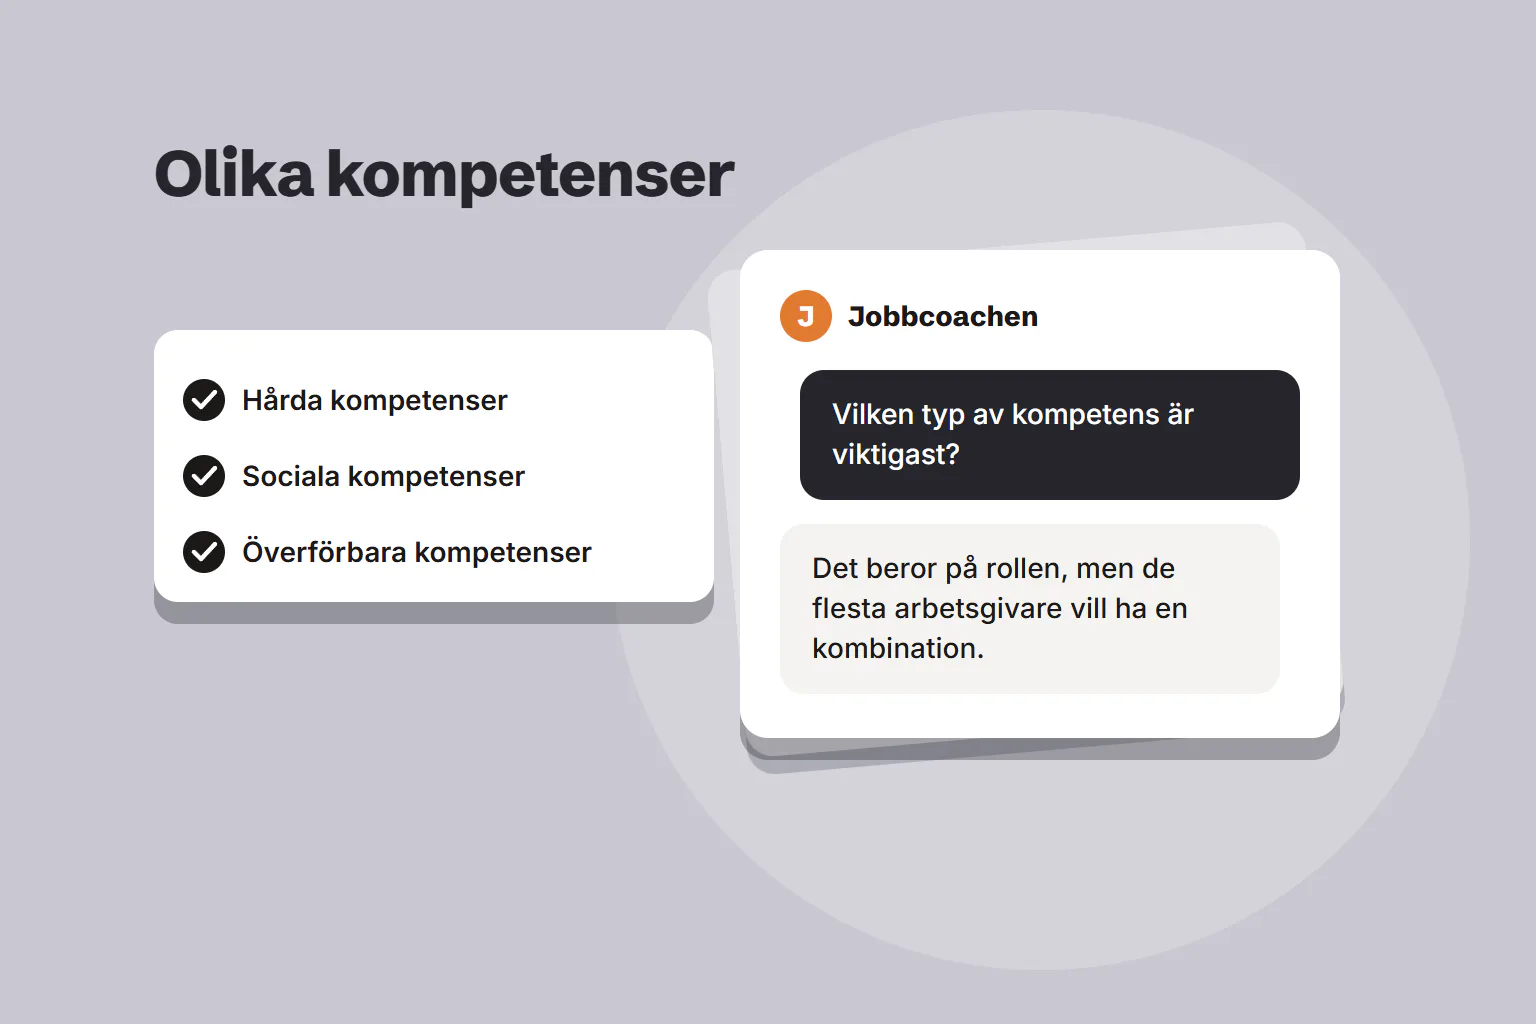 Olika kompetenser
Hårda kompetenser
Sociala kompetenser
Överförbara kompetenser
J
Jobbcoachen
Vilken typ av kompetens är
viktigast?
Det beror på rollen, men de
flesta arbetsgivare vill ha en
kombination.